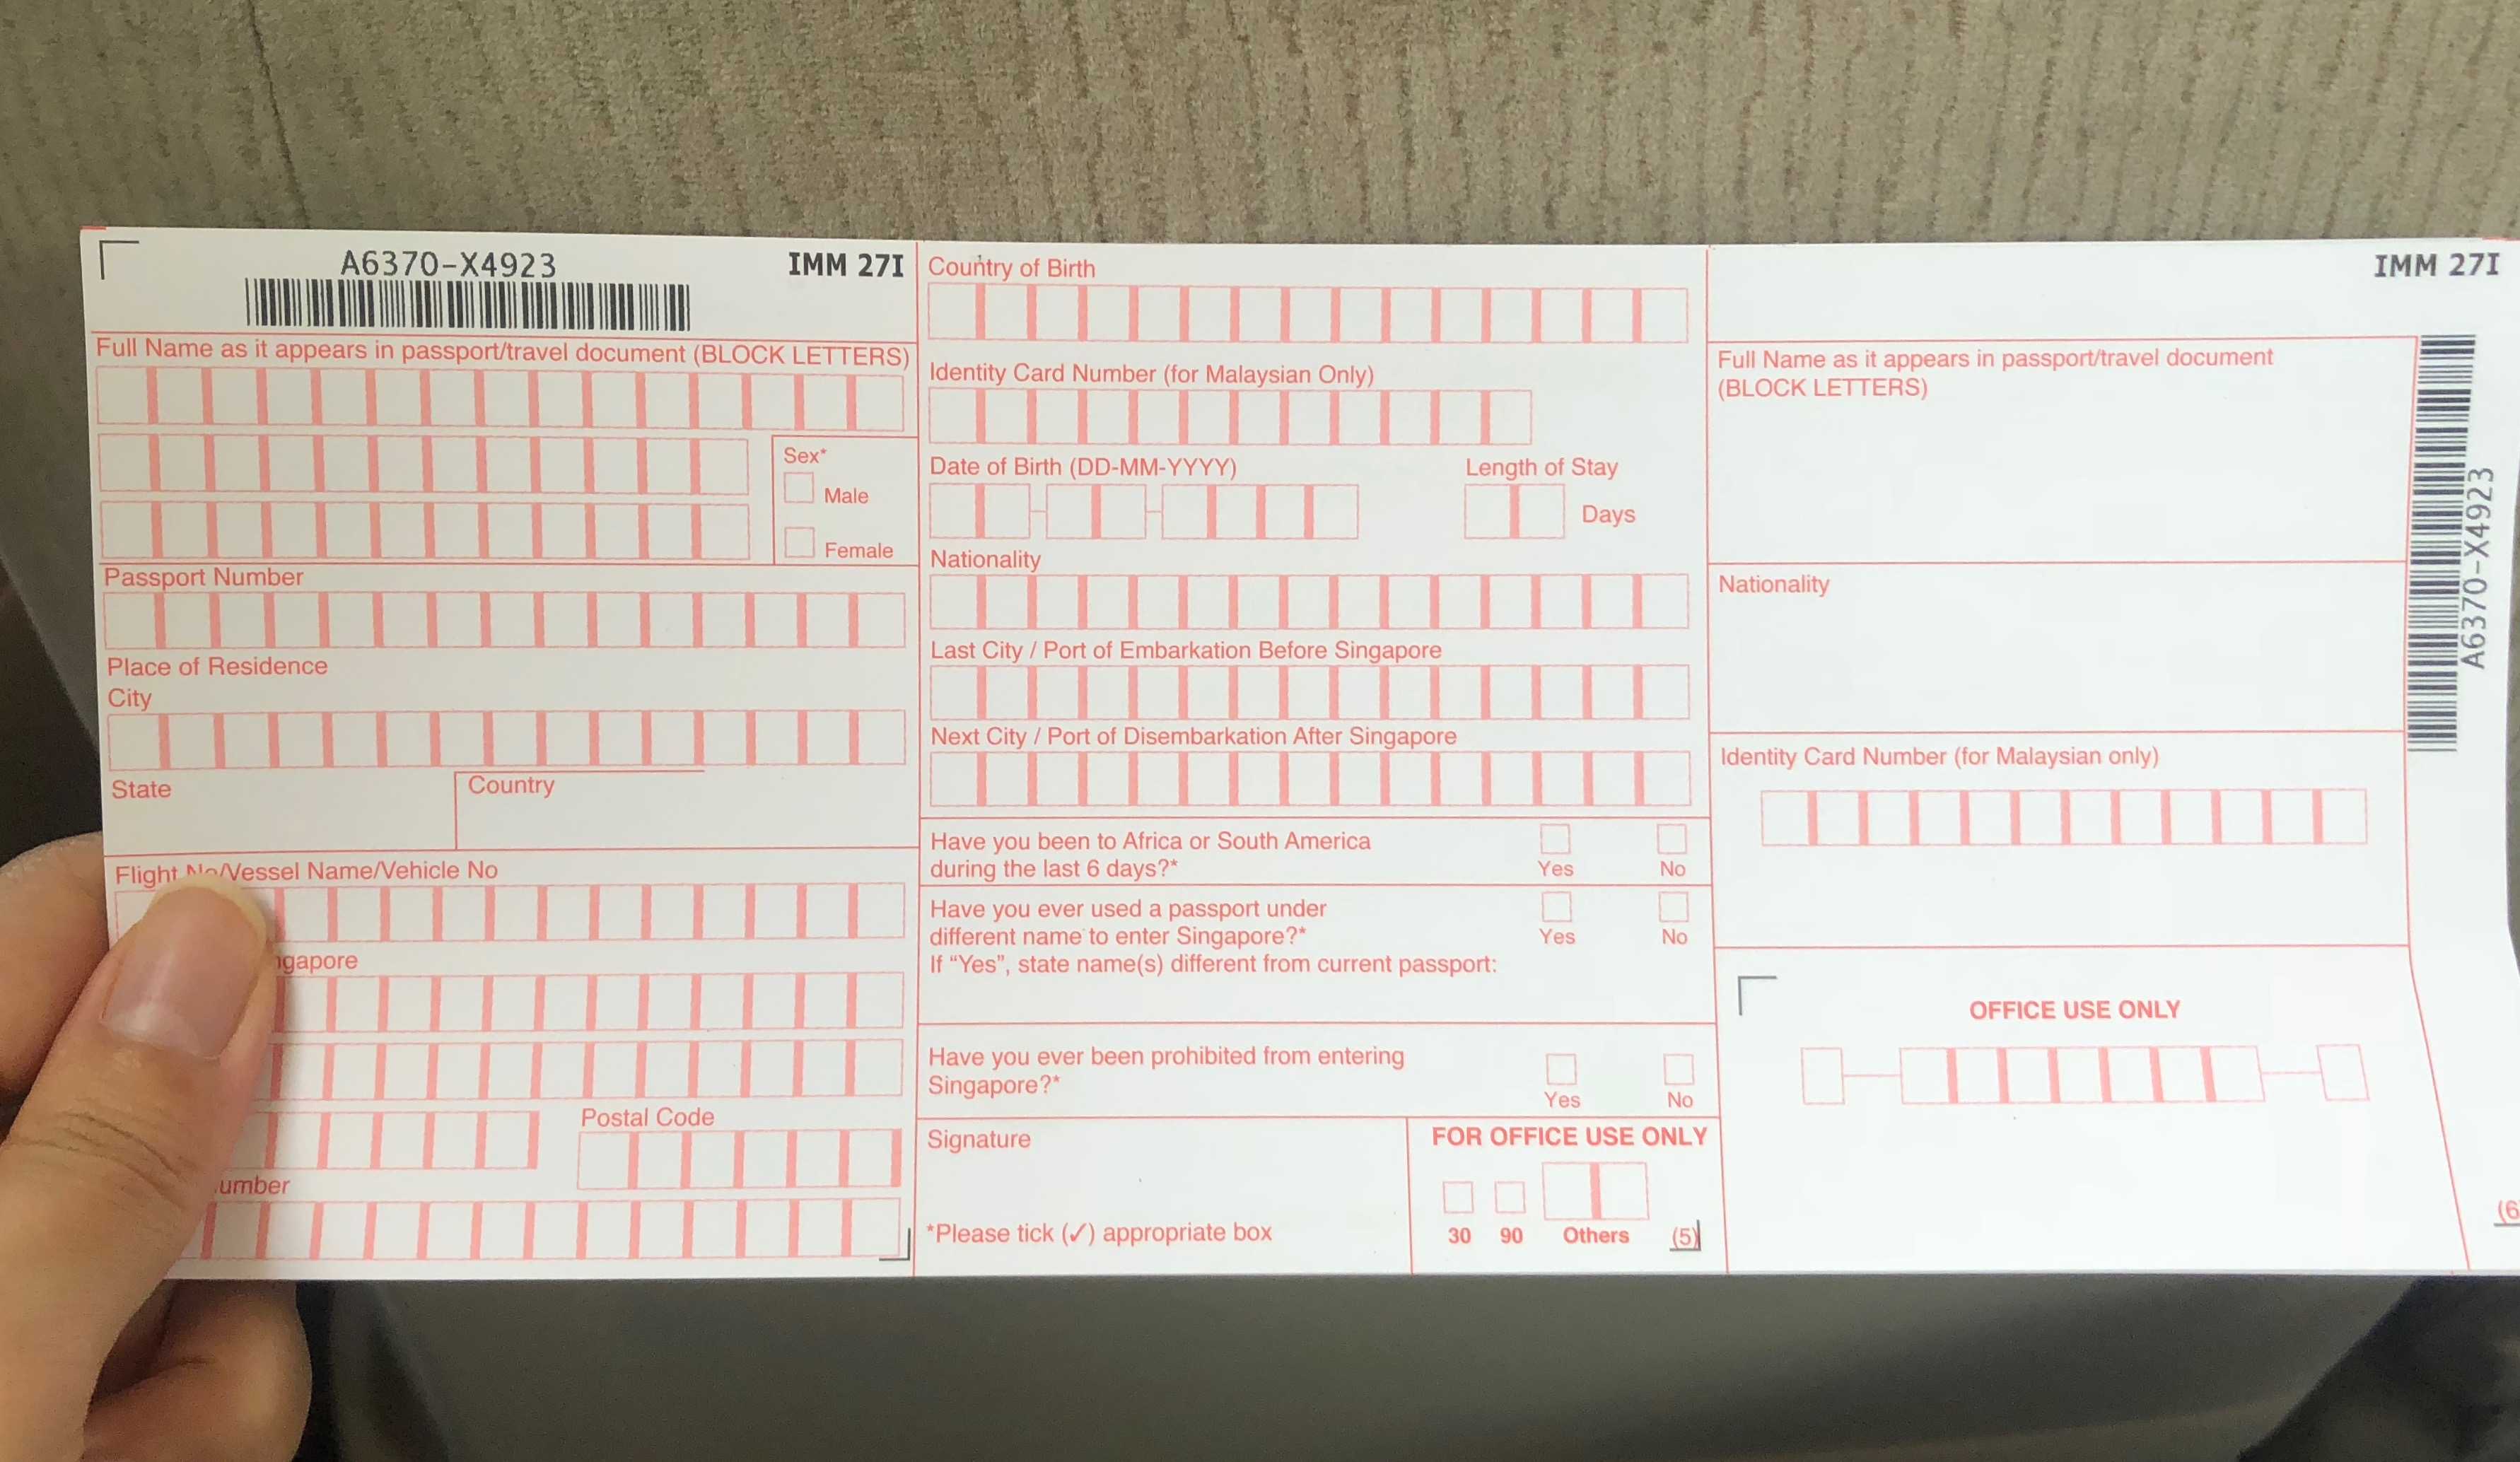 A6370-X4923
IMM 27I
Full Name as it appears in passport/travel document (BLOCK LETTERS)
Sex*
Male
Female
Passport Number
Place of Residence
City
State
Country
Flight No/Vessel Name/Vehicle No
Postal Code
Country of Birth
Identity Card Number (for Malaysian Only)
Date of Birth (DD-MM-YYYY)
Length of Stay
Days
Nationality
Last City / Port of Embarkation Before Singapore
Next City / Port of Disembarkation After Singapore
Have you been to Africa or South America
during the last 6 days?*
Yes
No
Have you ever used a passport under
different name to enter Singapore?*
If “Yes”, state name(s) different from current passport:
Yes
No
Have you ever been prohibited from entering
Singapore?*
Yes
No
Signature
*Please tick (✓) appropriate box
FOR OFFICE USE ONLY
30
90
Others
(5)
IMM 27I
Full Name as it appears in passport/travel document
(BLOCK LETTERS)
Nationality
Identity Card Number (for Malaysian only)
OFFICE USE ONLY
A6370-X4923